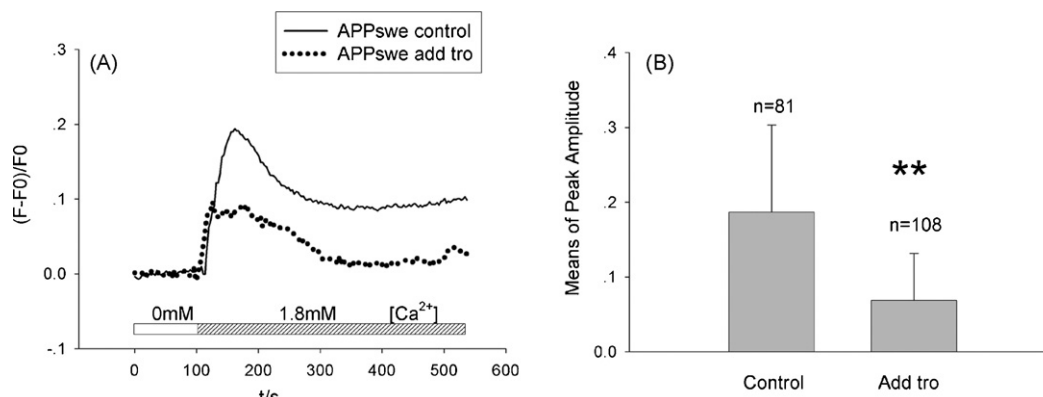 APPswe control
APPswe add tro
(A)
(F-F0)/F0
.3
.2
.1
0.0
-.1
0mM 1.8mM [Ca²⁺]
0 100 200 300 400 500 600
t/s
(B)
Means of Peak Amplitude
.4
.3
.2
.1
0.0
n=81
**
n=108
Control Add tro